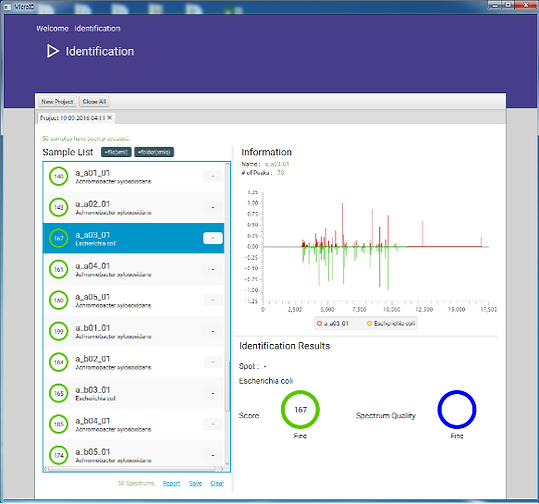 MicroID
Welcome Identification
Identification
New Project Close All
Project 19-09-2016 04:11 ✕
50 samples have been processed.
Sample List +file(xml) +folder(xmls)
140 a_a01_01 -
Achromobacter xylosoxidans
143 a_a02_01 -
Achromobacter xylosoxidans
167 a_a03_01 -
Escherichia coli
161 a_a04_01 -
Achromobacter xylosoxidans
160 a_a05_01 -
Achromobacter xylosoxidans
199 a_b01_01 -
Achromobacter xylosoxidans
184 a_b02_01 -
Achromobacter xylosoxidans
165 a_b03_01 -
Escherichia coli
185 a_b04_01 -
Achromobacter xylosoxidans
174 a_b05_01 -
Achromobacter xylosoxidans
50 Spectrums. Report Save Clear
Information
Name : a_a03_01
# of Peaks : 70
1.25
1.00
0.75
0.50
0.25
0.00
-0.25
-0.50
-0.75
-1.00
-1.25
0 2,500 5,000 7,500 10,000 12,500 15,000 17,500
a_a03_01 Escherichia coli
Identification Results
Spot : -
Escherichia coli
Score 167 Spectrum Quality
Fine Fine